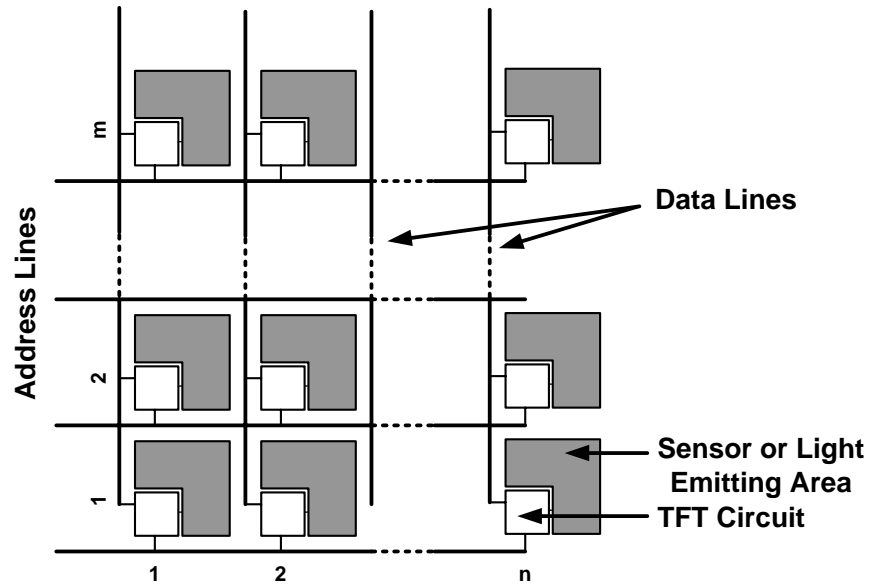 m
Data Lines
Address Lines
2
Sensor or Light
Emitting Area
1
TFT Circuit
1
2
n